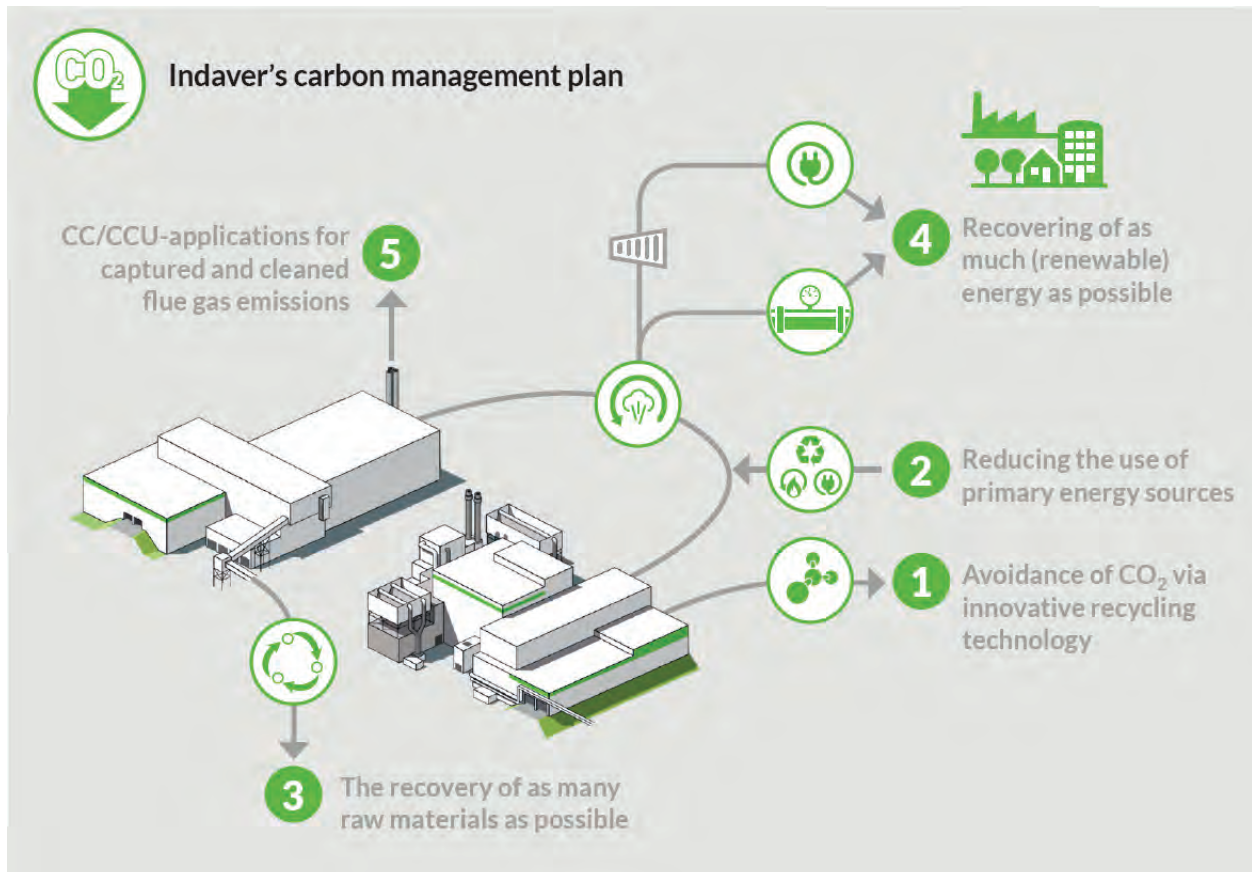 CO₂
Indaver’s carbon management plan
CC/CCU-applications for
captured and cleaned
flue gas emissions
5
4
Recovering of as
much (renewable)
energy as possible
2
Reducing the use of
primary energy sources
1
Avoidance of CO₂ via
innovative recycling
technology
3
The recovery of as many
raw materials as possible